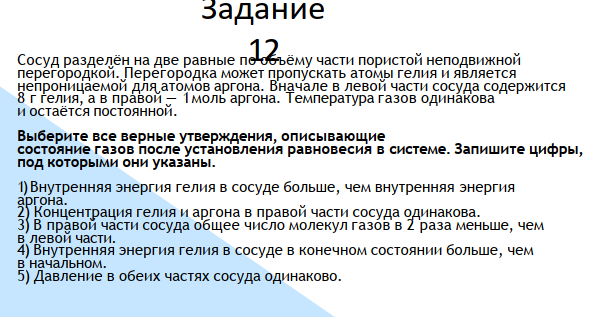 Задание
12
Сосуд разделён на две равные по объёму части пористой неподвижной
перегородкой. Перегородка может пропускать атомы гелия и является
непроницаемой для атомов аргона. Вначале в левой части сосуда содержится
8 г гелия, а в правой — 1моль аргона. Температура газов одинакова
и остаётся постоянной.
Выберите все верные утверждения, описывающие
состояние газов после установления равновесия в системе. Запишите цифры,
под которыми они указаны.
1) Внутренняя энергия гелия в сосуде больше, чем внутренняя энергия
аргона.
2) Концентрация гелия и аргона в правой части сосуда одинакова.
3) В правой части сосуда общее число молекул газов в 2 раза меньше, чем
в левой части.
4) Внутренняя энергия гелия в сосуде в конечном состоянии больше, чем
в начальном.
5) Давление в обеих частях сосуда одинаково.